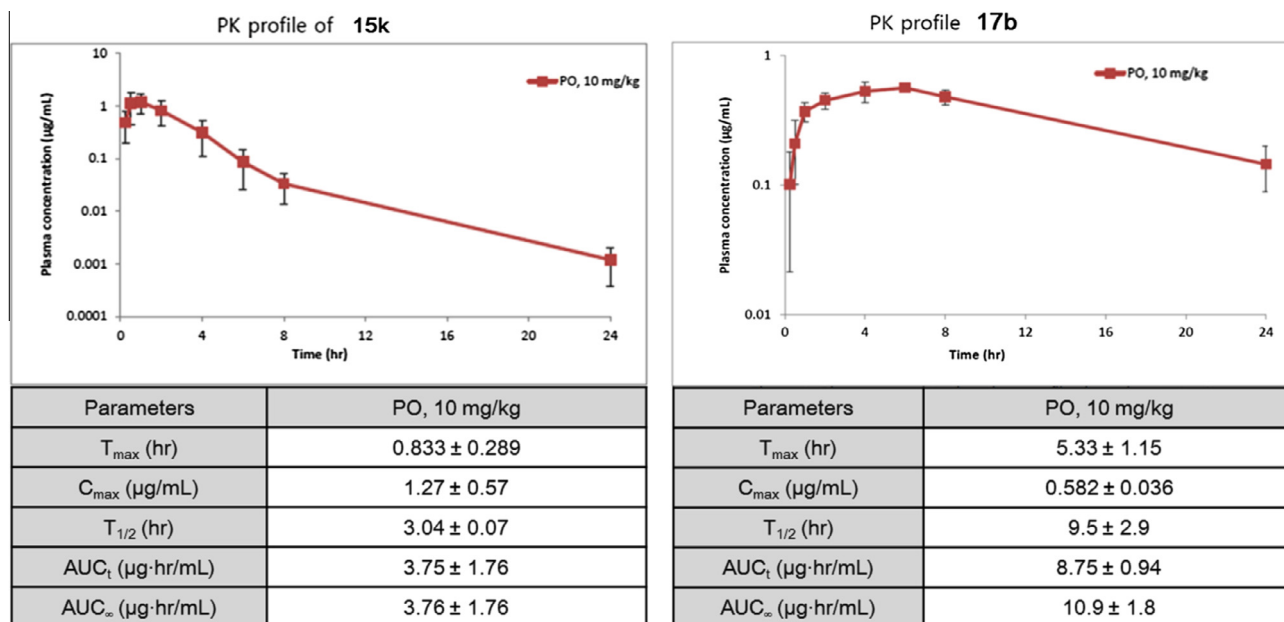 PK profile of 15k
10
1
0.1
0.01
0.001
0.0001
Plasma concentration (µg/mL)
PO, 10 mg/kg
0 4 8 12 16 20 24
Time (hr)
Parameters PO, 10 mg/kg
Tmax (hr) 0.833 ± 0.289
Cmax (µg/mL) 1.27 ± 0.57
T1/2 (hr) 3.04 ± 0.07
AUCt (µg·hr/mL) 3.75 ± 1.76
AUC∞ (µg·hr/mL) 3.76 ± 1.76
PK profile 17b
1
0.1
0.01
Plasma concentration (µg/mL)
PO, 10 mg/kg
0 4 8 12 16 20 24
Time (hr)
Parameters PO, 10 mg/kg
Tmax (hr) 5.33 ± 1.15
Cmax (µg/mL) 0.582 ± 0.036
T1/2 (hr) 9.5 ± 2.9
AUCt (µg·hr/mL) 8.75 ± 0.94
AUC∞ (µg·hr/mL) 10.9 ± 1.8